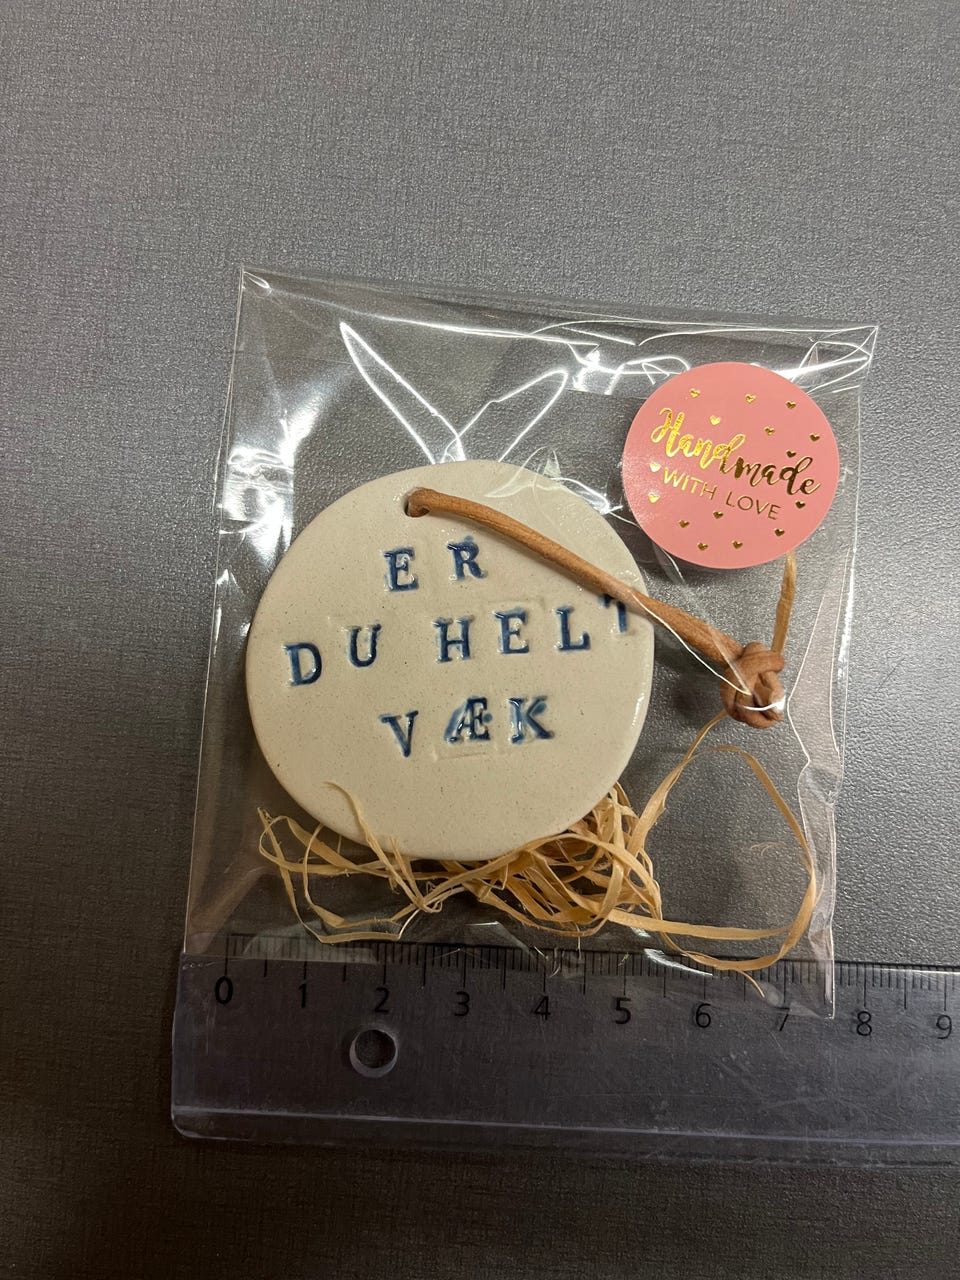 Handmade
WITH LOVE
ER
DU HELT
VÆK
0 1 2 3 4 5 6 7 8 9